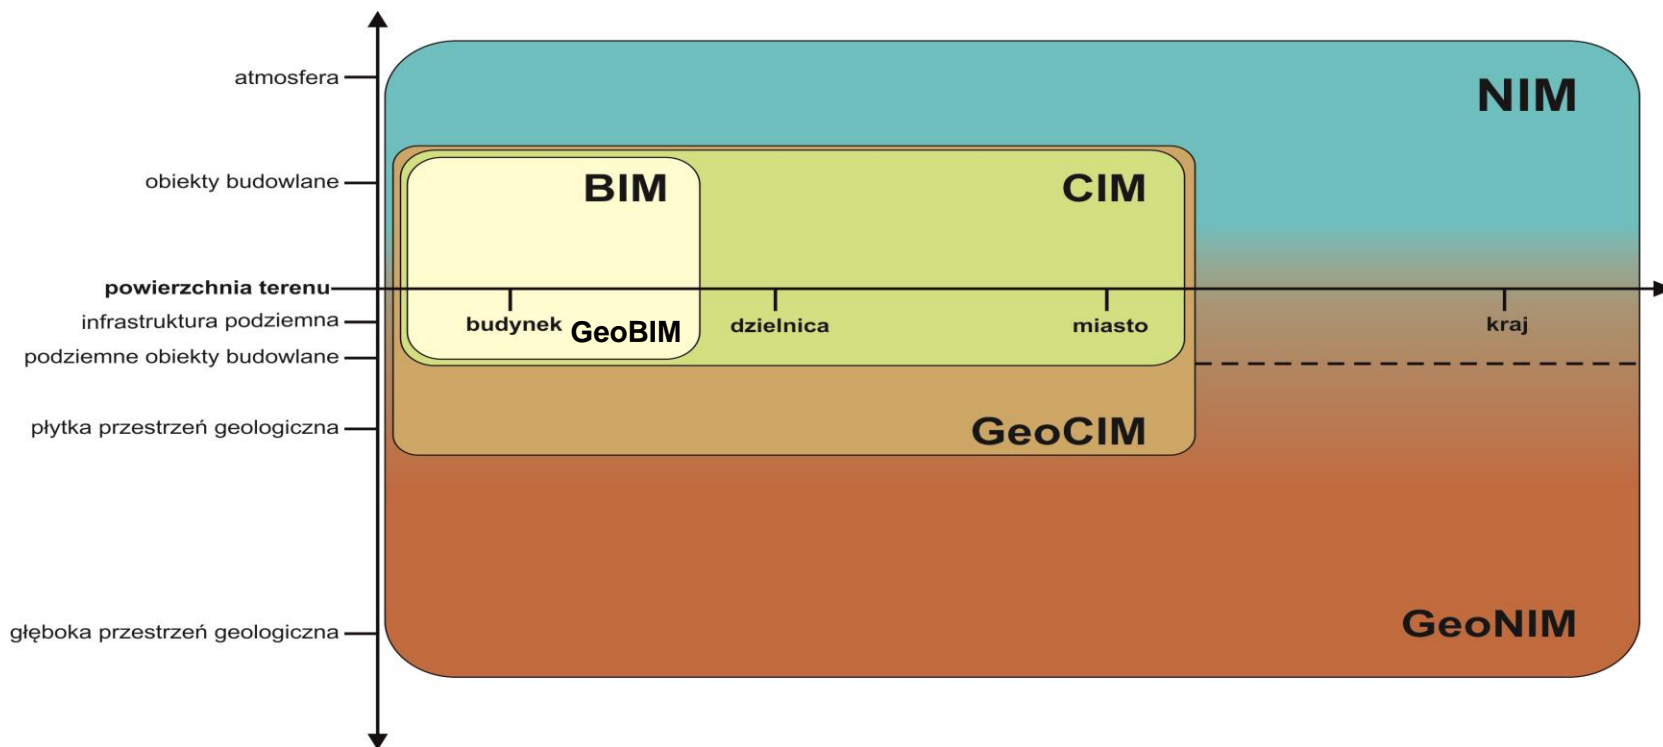 atmosfera
NIM
obiekty budowlane
BIM
CIM
powierzchnia terenu
infrastruktura podziemna
budynek
GeoBIM
dzielnica
miasto
kraj
podziemne obiekty budowlane
płytka przestrzeń geologiczna
GeoCIM
głęboka przestrzeń geologiczna
GeoNIM